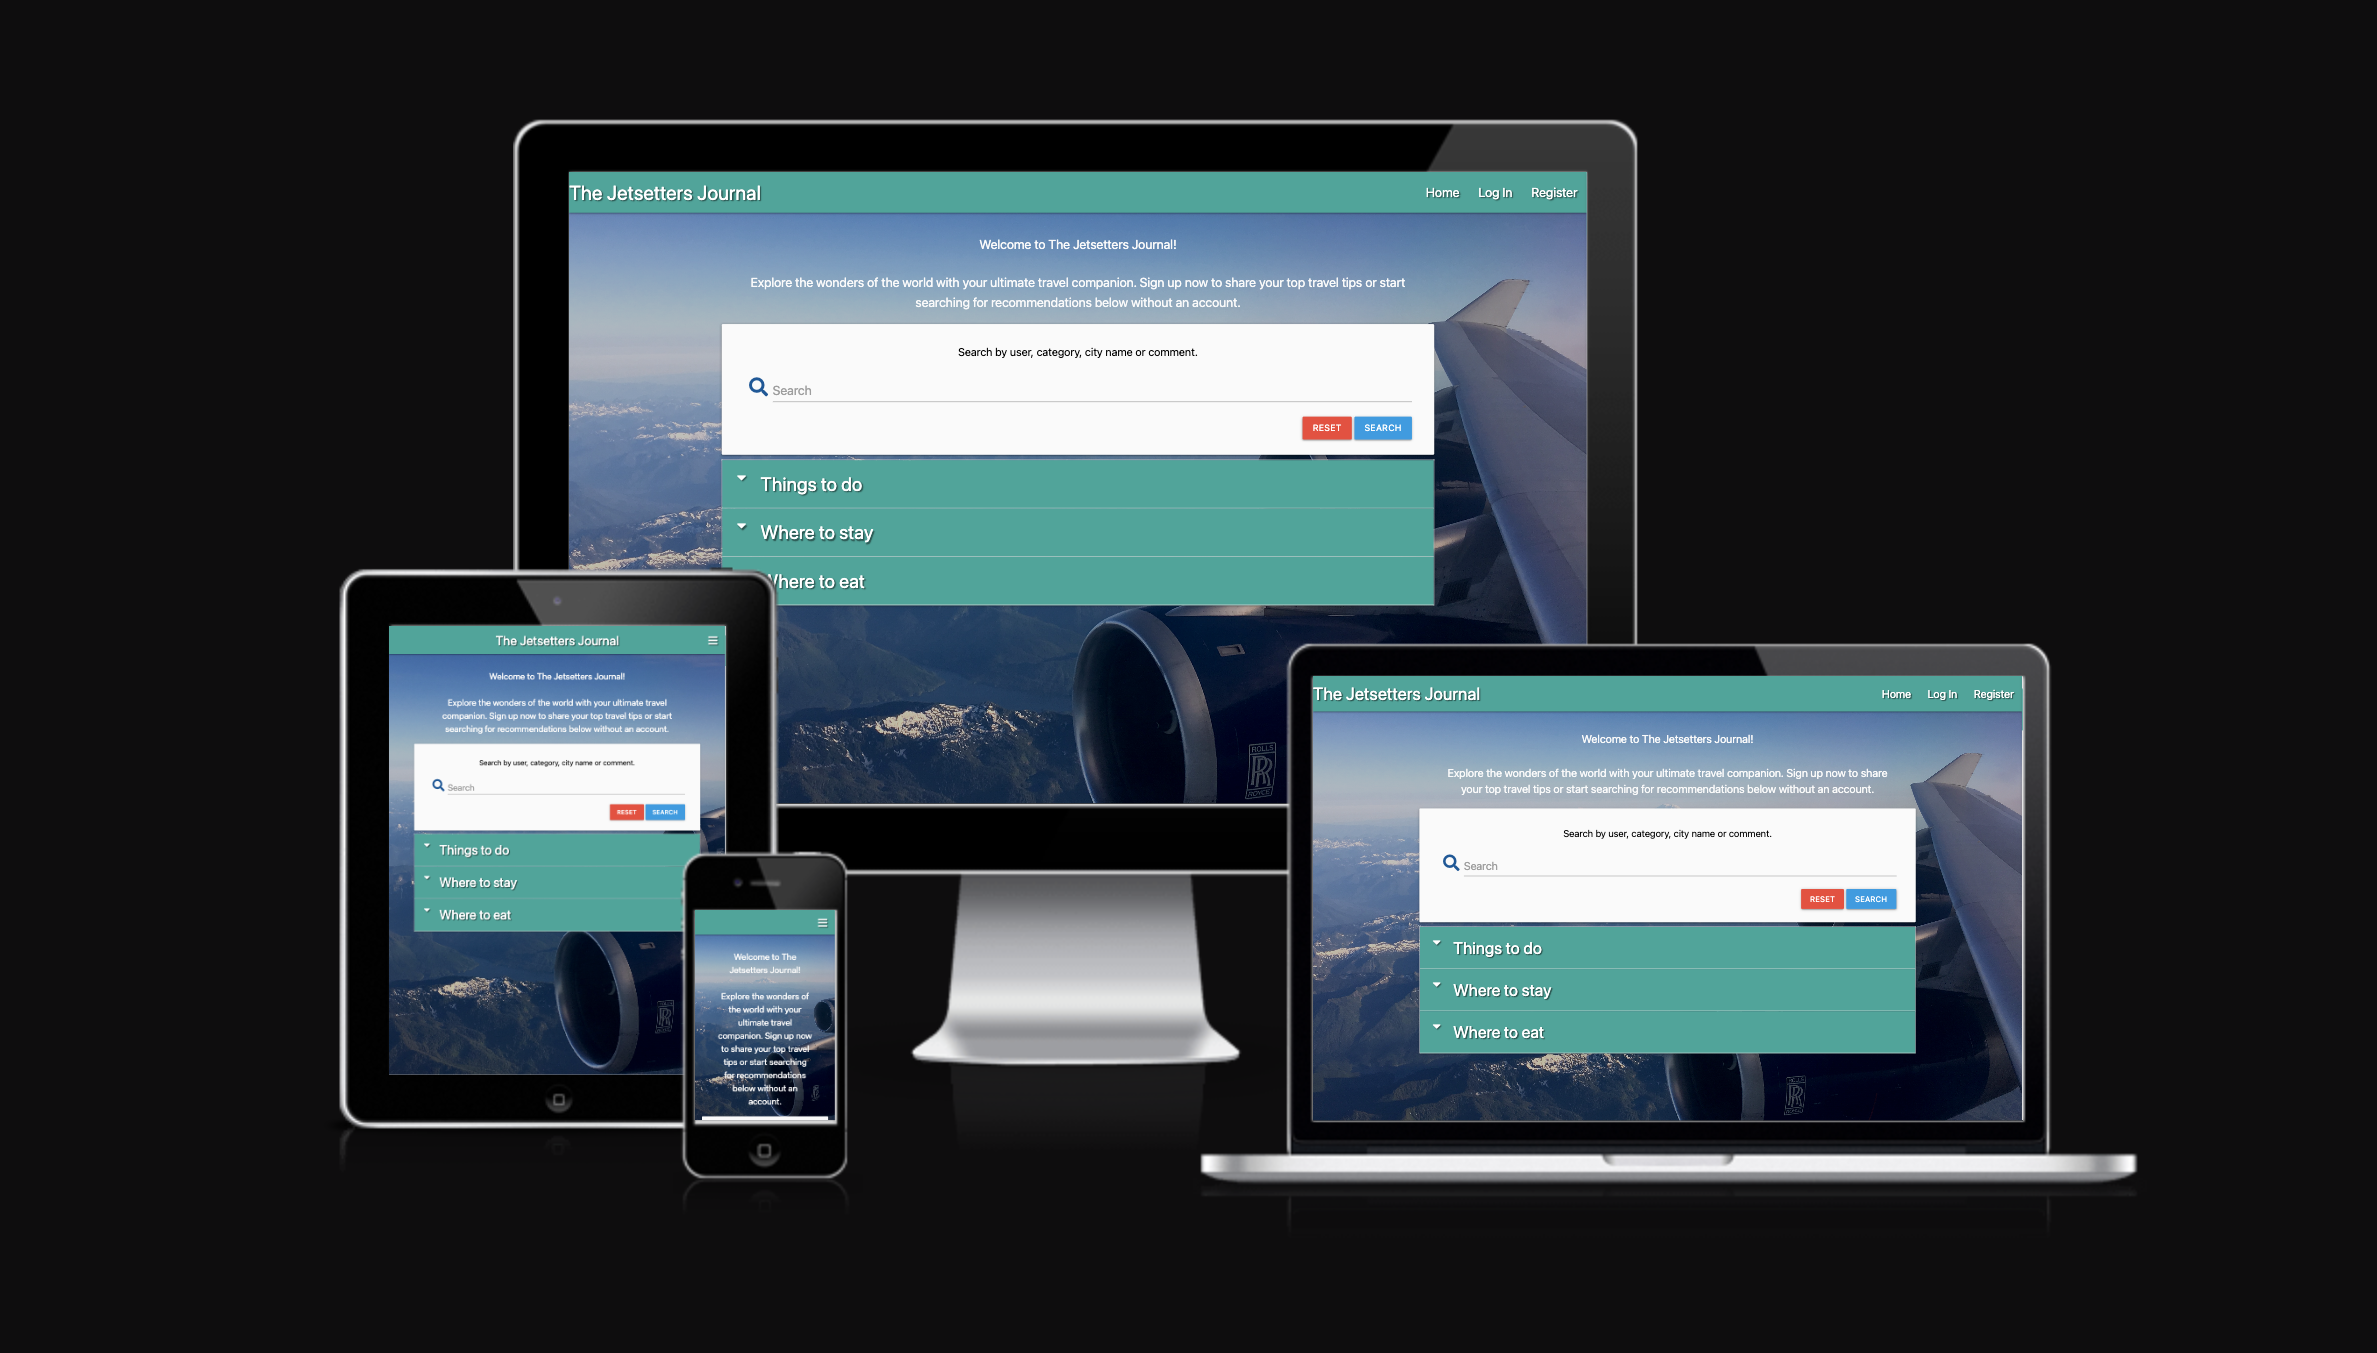 The Jetsetters Journal
Home Log In Register
Welcome to The Jetsetters Journal!
Explore the wonders of the world with your ultimate travel companion. Sign up now to share your top travel tips or start
searching for recommendations below without an account.
Search by user, category, city name or comment.
Search
RESET SEARCH
Things to do
Where to stay
Where to eat
ROLLS
RR
ROYCE
The Jetsetters Journal
Welcome to The Jetsetters Journal!
Explore the wonders of the world with your ultimate travel
companion. Sign up now to share your top travel tips or start
searching for recommendations below without an account.
Search by user, category, city name or comment.
Search
RESET SEARCH
Things to do
Where to stay
Where to eat
RR
Welcome to The
Jetsetters Journal!
Explore the wonders of
the world with your
ultimate travel
companion. Sign up now
to share your top travel
tips or start searching
for recommendations
below without an
account.
The Jetsetters Journal
Home Log In Register
Welcome to The Jetsetters Journal!
Explore the wonders of the world with your ultimate travel companion. Sign up now to share
your top travel tips or start searching for recommendations below without an account.
Search by user, category, city name or comment.
Search
RESET SEARCH
Things to do
Where to stay
Where to eat
ROLLS
RR
ROYCE